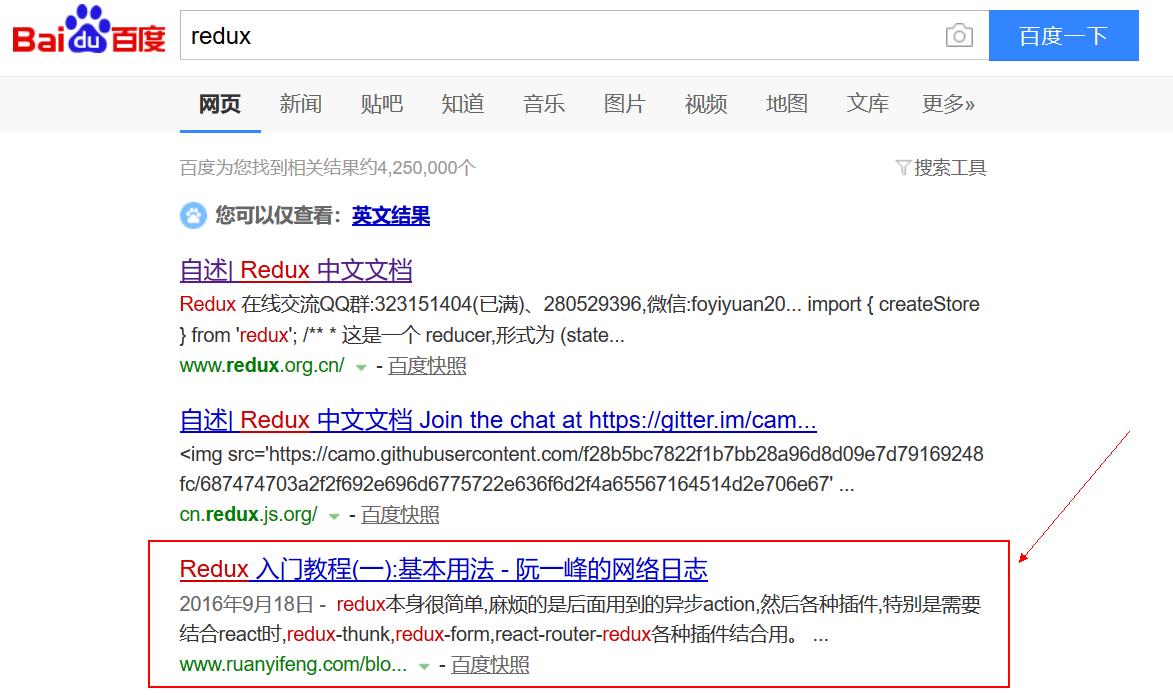 Bai du 百度
redux
百度一下
网页 新闻 贴吧 知道 音乐 图片 视频 地图 文库 更多»
百度为您找到相关结果约4,250,000个
搜索工具
您可以仅查看：英文结果
自述| Redux 中文文档
Redux 在线交流QQ群:323151404(已满)、280529396,微信:foyiyuan20... import { createStore
} from 'redux'; /** * 这是一个 reducer,形式为 (state...
www.redux.org.cn/ - 百度快照
自述| Redux 中文文档 Join the chat at https://gitter.im/cam...
<img src='https://camo.githubusercontent.com/f28b5bc7822f1b7bb28a96d8d09e7d79169248
fc/687474703a2f2f692e696d6775722e636f6d2f4a65567164514d2e706e67' ...
cn.redux.js.org/ - 百度快照
Redux 入门教程(一):基本用法 - 阮一峰的网络日志
2016年9月18日 - redux本身很简单,麻烦的是后面用到的异步action,然后各种插件,特别是需要
结合react时,redux-thunk,redux-form,react-router-redux各种插件结合用。 ...
www.ruanyifeng.com/blo... - 百度快照